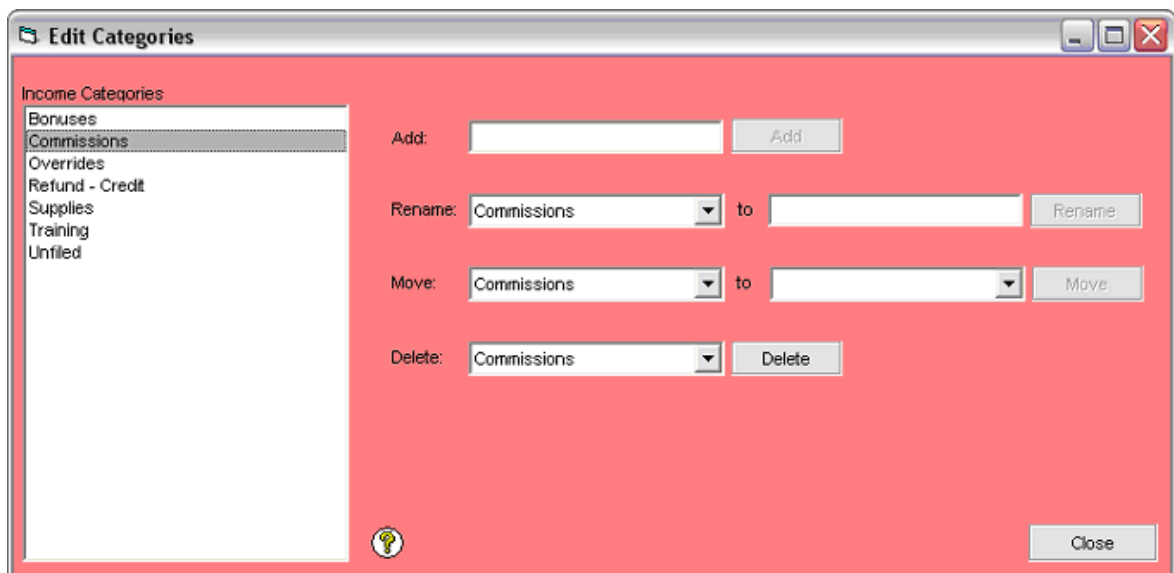 Edit Categories
Income Categories
Bonuses
Commissions
Overrides
Refund - Credit
Supplies
Training
Unfiled
Add: Add
Rename: Commissions to Rename
Move: Commissions to Move
Delete: Commissions Delete
?
Close